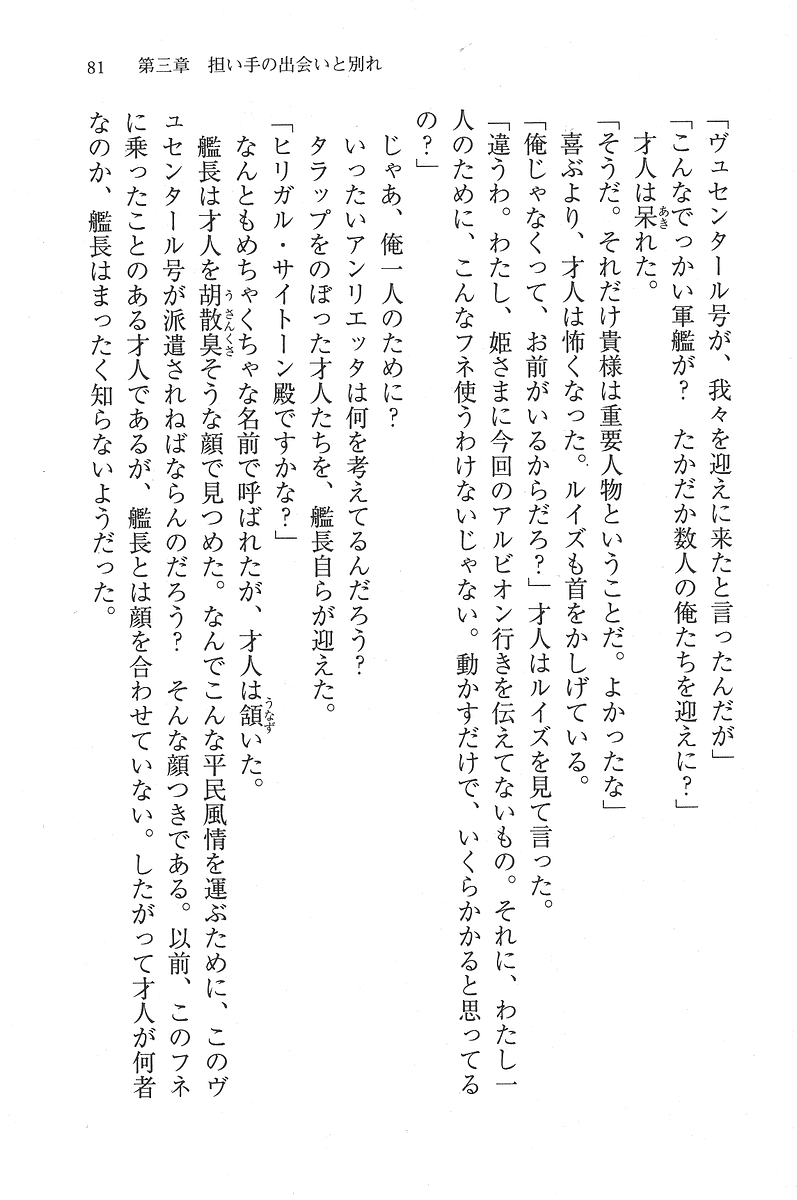 81　第三章　担い手の出会いと別れ
「ヴュセンタール号が、我々を迎えに来たと言ったんだが」
「こんなでっかい軍艦が？　たかだか数人の俺たちを迎えに？」
才人は呆れた。
「そうだ。それだけ貴様は重要人物ということだ。よかったな」
喜ぶより、才人は怖くなった。ルイズも首をかしげている。
「俺じゃなくって、お前がいるからだろ？」才人はルイズを見て言った。
「違うわ。わたし、姫さまに今回のアルビオン行きを伝えてないもの。それに、わたし一
人のために、こんなフネ使うわけないじゃない。動かすだけで、いくらかかると思ってる
の？」
じゃあ、俺一人のために？
いったいアンリエッタは何を考えてるんだろう？
タラップをのぼった才人たちを、艦長自らが迎えた。
「ヒリガル・サイトーン殿ですかな？」
なんともめちゃくちゃな名前で呼ばれたが、才人は頷いた。
艦長は才人を胡散臭そうな顔で見つめた。なんでこんな平民風情を運ぶために、このヴ
ュセンタール号が派遣されねばならんのだろう？　そんな顔つきである。以前、このフネ
に乗ったことのある才人であるが、艦長とは顔を合わせていない。したがって才人が何者
なのか、艦長はまったく知らないようだった。